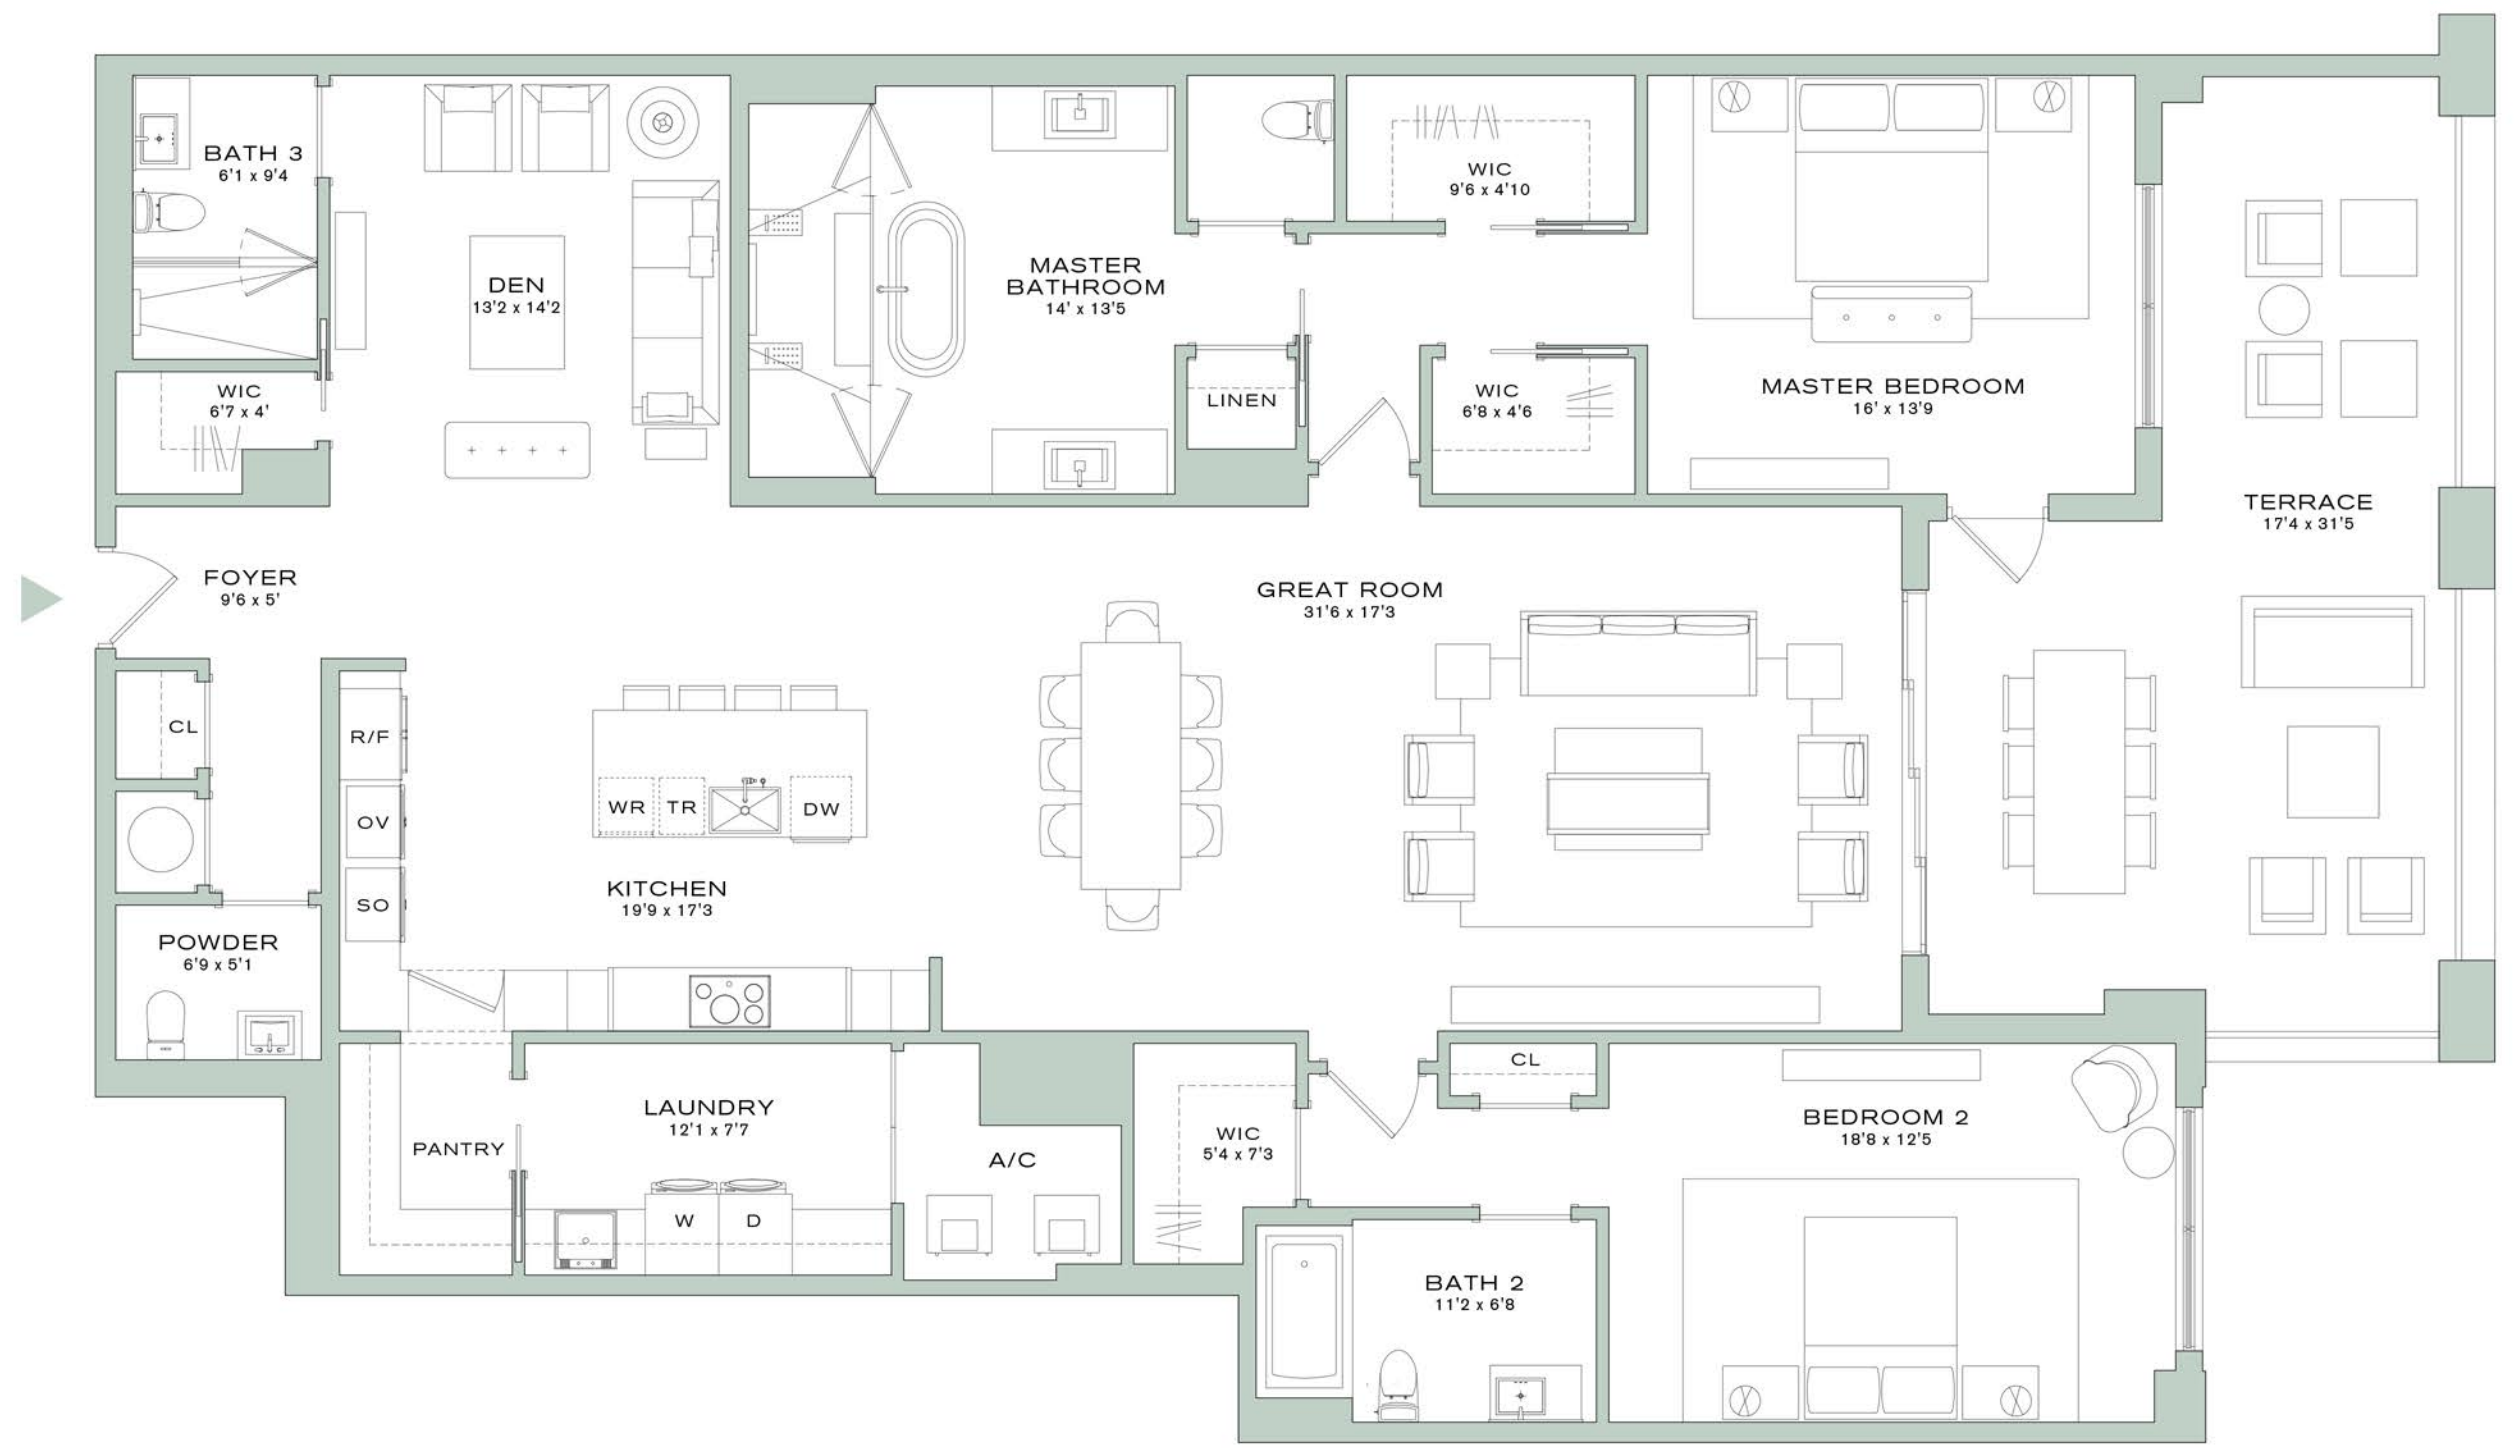 BATH 3
6'1 x 9'4
DEN
13'2 x 14'2
WIC
6'7 x 4'
MASTER
BATHROOM
14' x 13'5
WIC
9'6 x 4'10
LINEN
WIC
6'8 x 4'6
MASTER BEDROOM
16' x 13'9
TERRACE
17'4 x 31'5
FOYER
9'6 x 5'
GREAT ROOM
31'6 x 17'3
CL
R/F
OV
SO
WR
TR
DW
KITCHEN
19'9 x 17'3
POWDER
6'9 x 5'1
PANTRY
LAUNDRY
12'1 x 7'7
W
D
A/C
WIC
5'4 x 7'3
CL
BEDROOM 2
18'8 x 12'5
BATH 2
11'2 x 6'8